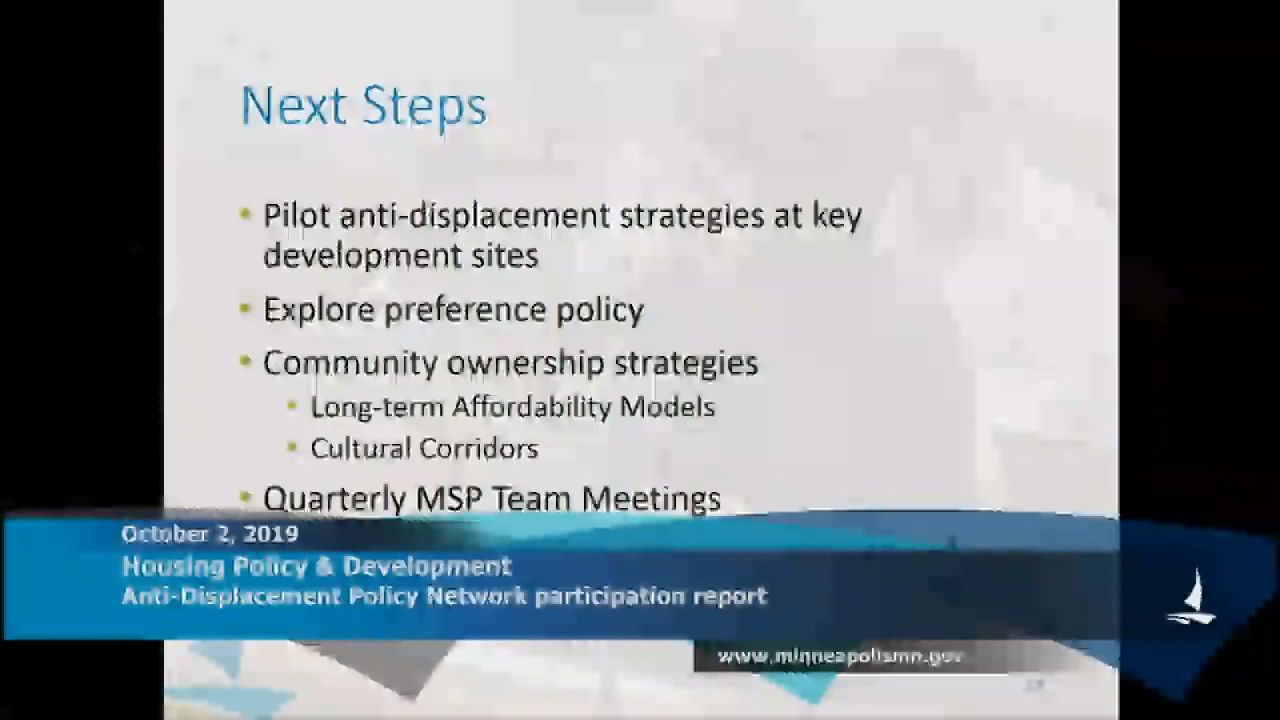 Next Steps
• Pilot anti-displacement strategies at key
development sites
• Explore preference policy
• Community ownership strategies
• Long-term Affordability Models
• Cultural Corridors
• Quarterly MSP Team Meetings
October 2, 2019
Housing Policy & Development
Anti-Displacement Policy Network participation report
www.minneapolismn.gov